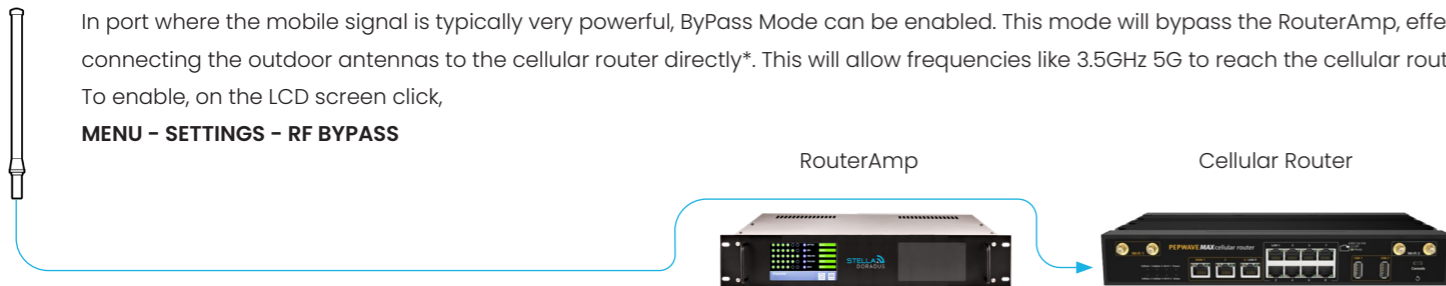 In port where the mobile signal is typically very powerful, ByPass Mode can be enabled. This mode will bypass the RouterAmp, effe
connecting the outdoor antennas to the cellular router directly*. This will allow frequencies like 3.5GHz 5G to reach the cellular rout
To enable, on the LCD screen click,
MENU - SETTINGS - RF BYPASS
RouterAmp
Cellular Router
STELLA
DORADUS
PEPWAVE MAX cellular router
Console